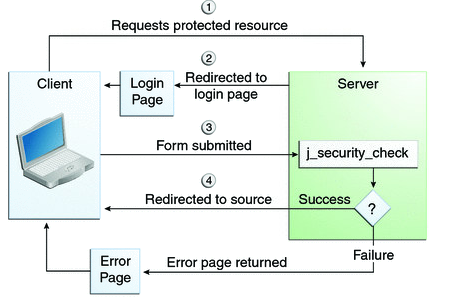 1
Requests protected resource
2
Client
Login
Page
Redirected to
login page
Server
3
Form submitted
j_security_check
4
Redirected to source
Success
?
Error
Page
Error page returned
Failure